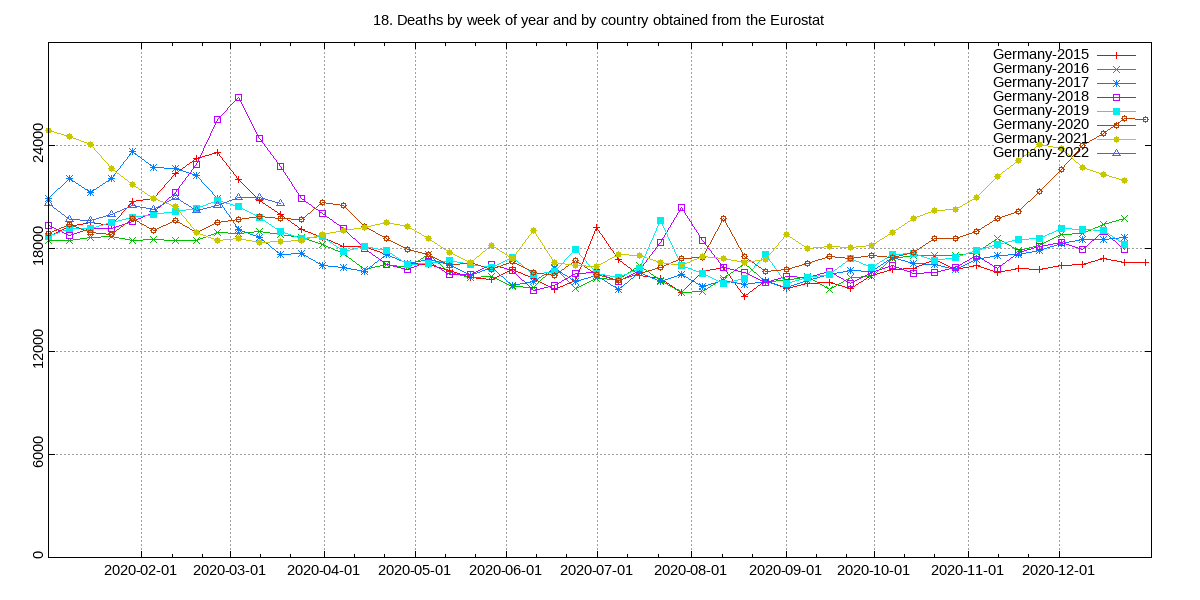 18. Deaths by week of year and by country obtained from the Eurostat
Germany-2015
Germany-2016
Germany-2017
Germany-2018
Germany-2019
Germany-2020
Germany-2021
Germany-2022
24000
18000
12000
6000
0
2020-02-01 2020-03-01 2020-04-01 2020-05-01 2020-06-01 2020-07-01 2020-08-01 2020-09-01 2020-10-01 2020-11-01 2020-12-01